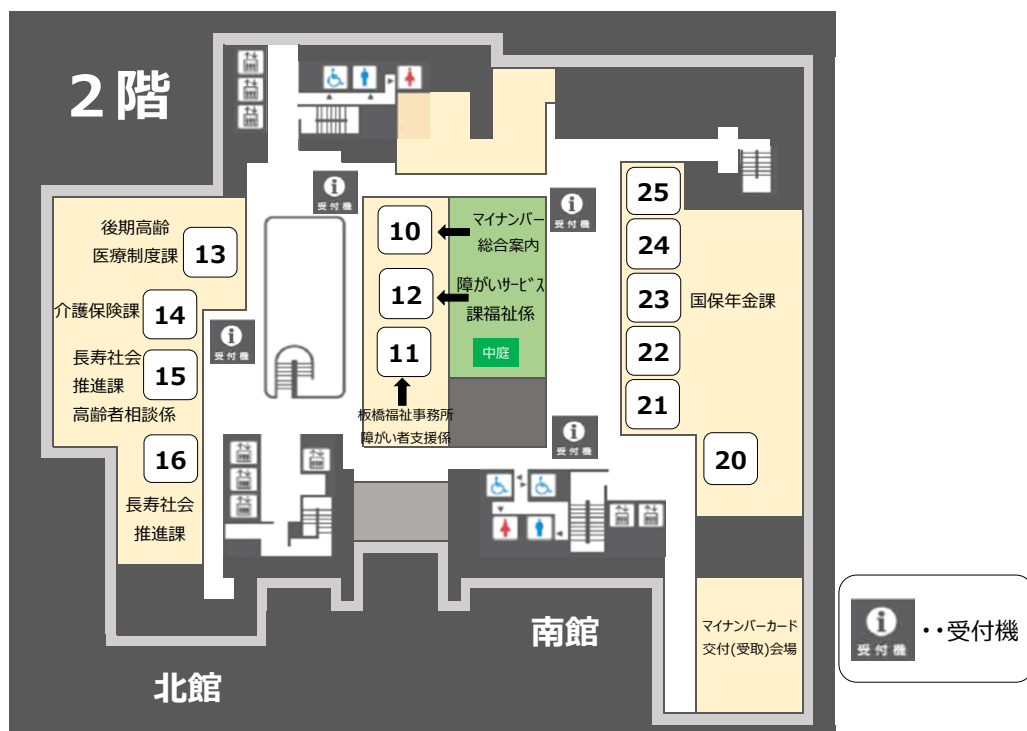 ２階
受付機
受付機
25
後期高齢
医療制度課
13
10
マイナンバー
総合案内
24
介護保険課
14
12
障がいｻｰﾋﾞｽ
課福祉係
23
国保年金課
受付機
長寿社会
推進課
高齢者相談係
15
11
中庭
22
板橋福祉事務所
障がい者支援係
21
受付機
16
長寿社会
推進課
20
南館
北館
マイナンバーカード
交付(受取)会場
受付機
・・受付機